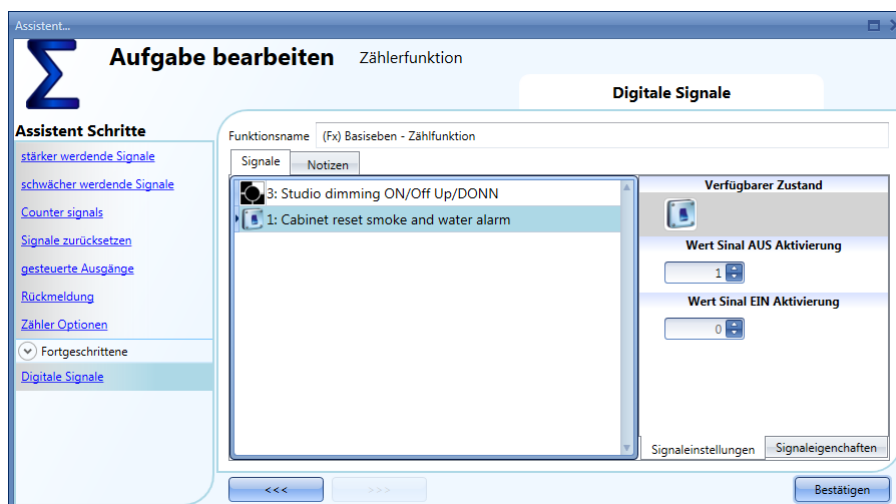 Assistent...
Aufgabe bearbeiten Zählerfunktion
Digitale Signale
Assistent Schritte
stärker werdende Signale
schwächer werdende Signale
Counter signals
Signale zurücksetzen
gesteuerte Ausgänge
Rückmeldung
Zähler Optionen
Fortgeschrittene
Digitale Signale
Funktionsname (Fx) Basiseben - Zählfunktion
Signale Notizen
3: Studio dimming ON/Off Up/DONN
1: Cabinet reset smoke and water alarm
Verfügbarer Zustand
Wert Sinal AUS Aktivierung
1
Wert Sinal EIN Aktivierung
0
Signaleinstellungen Signaleigenchaften
<<< >>> Bestätigen